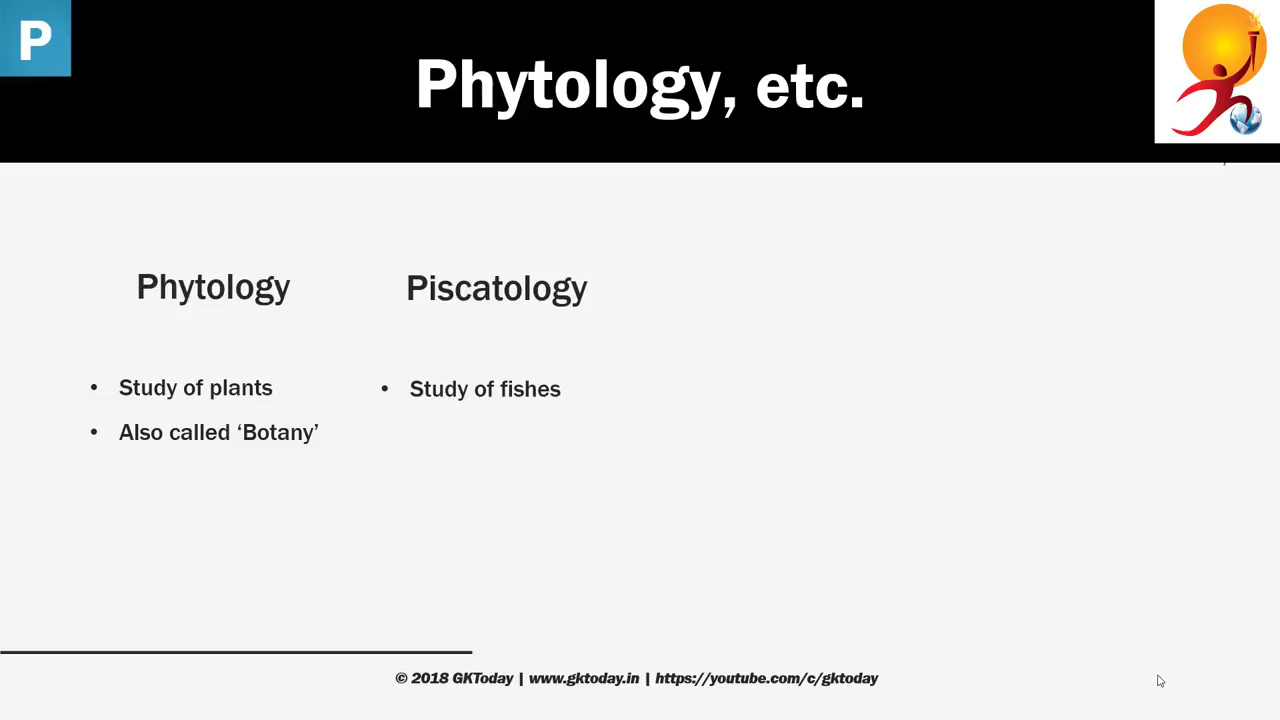 P
Phytology, etc.
Phytology
• Study of plants
• Also called ‘Botany’
Piscatology
• Study of fishes
© 2018 GKToday | www.gktoday.in | https://youtube.com/c/gktoday